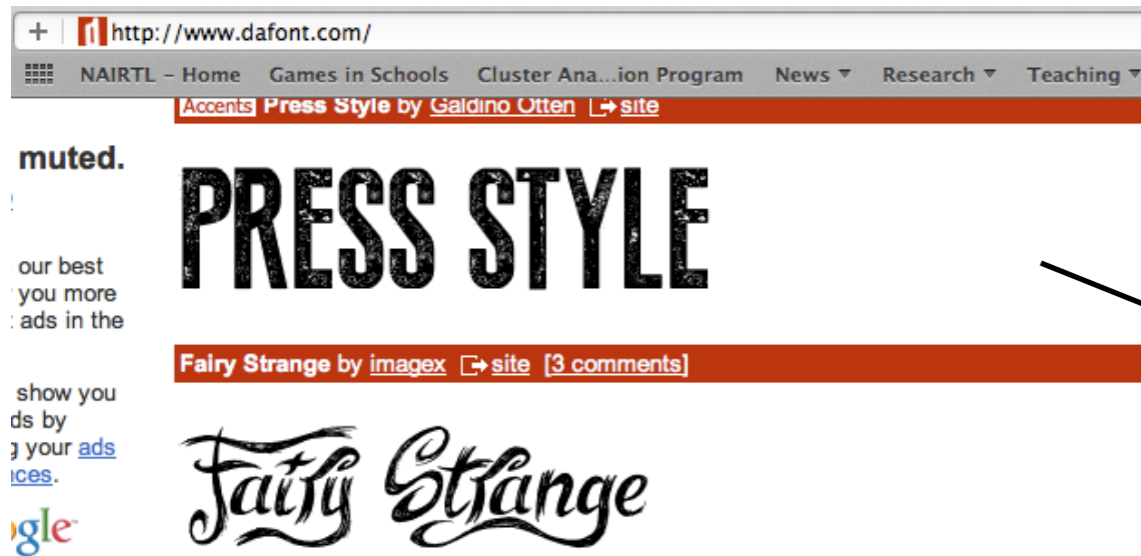 http://www.dafont.com/
NAIRTL – Home Games in Schools Cluster Ana...ion Program News ▾ Research ▾ Teaching ▾
Accents Press Style by Galdino Otten site
muted.
PRESS STYLE
our best
you more
ads in the
Fairy Strange by imagex site [3 comments]
show you
ds by
your ads
Fairy Strange